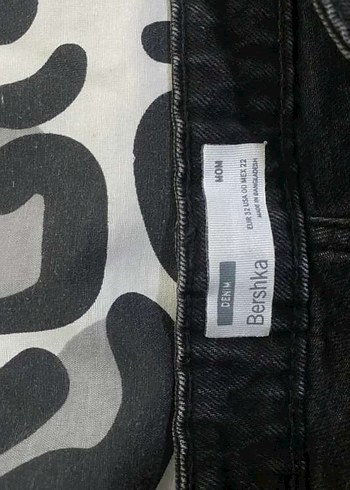 DENIM
Bershka
MOM
EUR 32 USA 00 MEX 22
MADE IN BANGLADESH